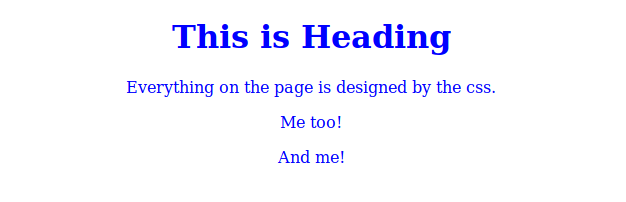 This is Heading
Everything on the page is designed by the css.
Me too!
And me!